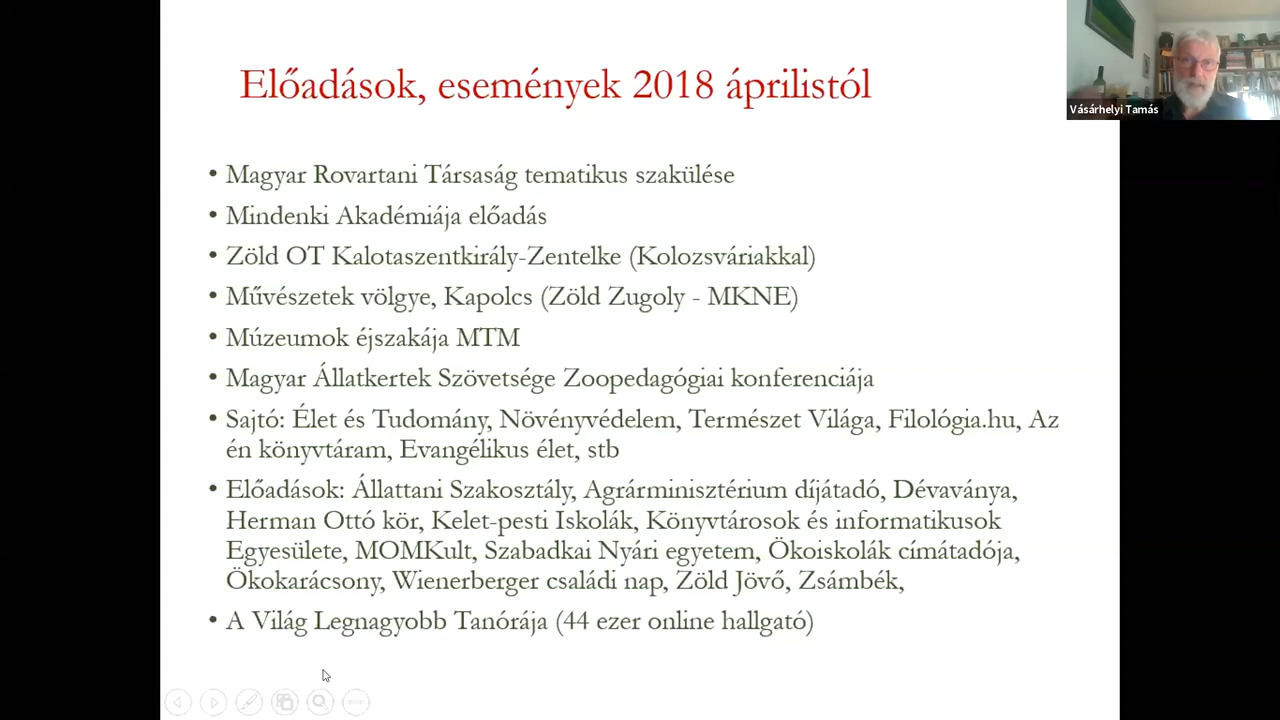 Előadások, események 2018 áprilistól
Vásárhelyi Tamás
• Magyar Rovartani Társaság tematikus szakülése
• Mindenki Akadémiája előadás
• Zöld OT Kalotaszentkirály-Zentelke (Kolozsváriakkal)
• Művészetek völgye, Kapolcs (Zöld Zugoly - MKNE)
• Múzeumok éjszakája MTM
• Magyar Állatkertek Szövetsége Zoopedagógiai konferenciája
• Sajtó: Élet és Tudomány, Növényvédelem, Természet Világa, Filológia.hu, Az
én könyvtáram, Evangélikus élet, stb
• Előadások: Állattani Szakosztály, Agrárminisztérium díjátadó, Dévaványa,
Herman Ottó kör, Kelet-pesti Iskolák, Könyvtárosok és informatikusok
Egyesülete, MOMKult, Szabadkai Nyári egyetem, Ökoiskolák címátadója,
Ökokarácsony, Wienerberger családi nap, Zöld Jövő, Zsámbék,
• A Világ Legnagyobb Tanórája (44 ezer online hallgató)